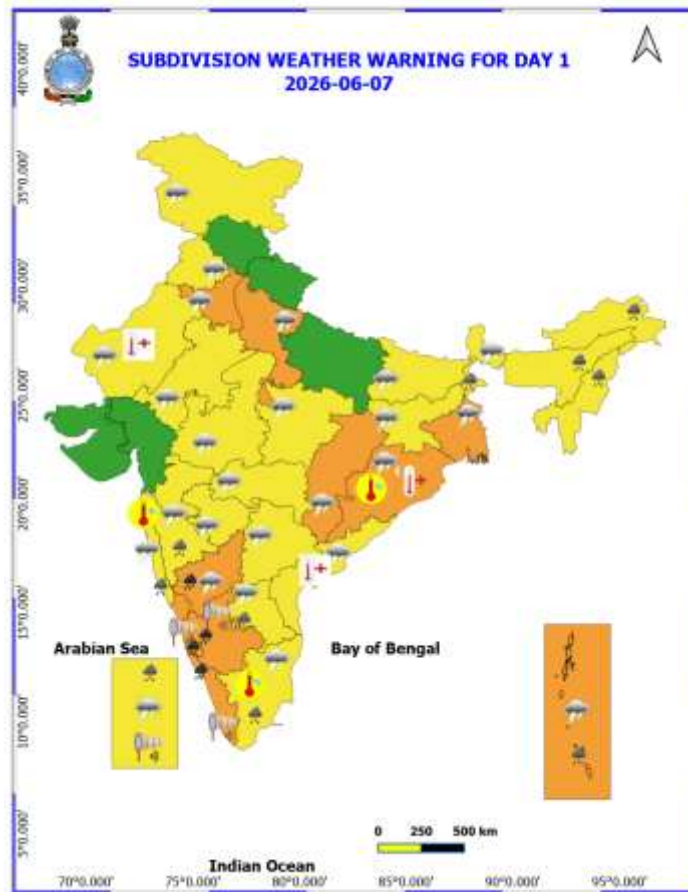 SUBDIVISION WEATHER WARNING FOR DAY 1
2026-06-07
40°0.000'
35°0.000'
30°0.000'
25°0.000'
20°0.000'
15°0.000'
10°0.000'
5°0.000'
Arabian Sea
Bay of Bengal
0 250 500 km
Indian Ocean
70°0.000' 75°0.000' 80°0.000' 85°0.000' 90°0.000' 95°0.000'